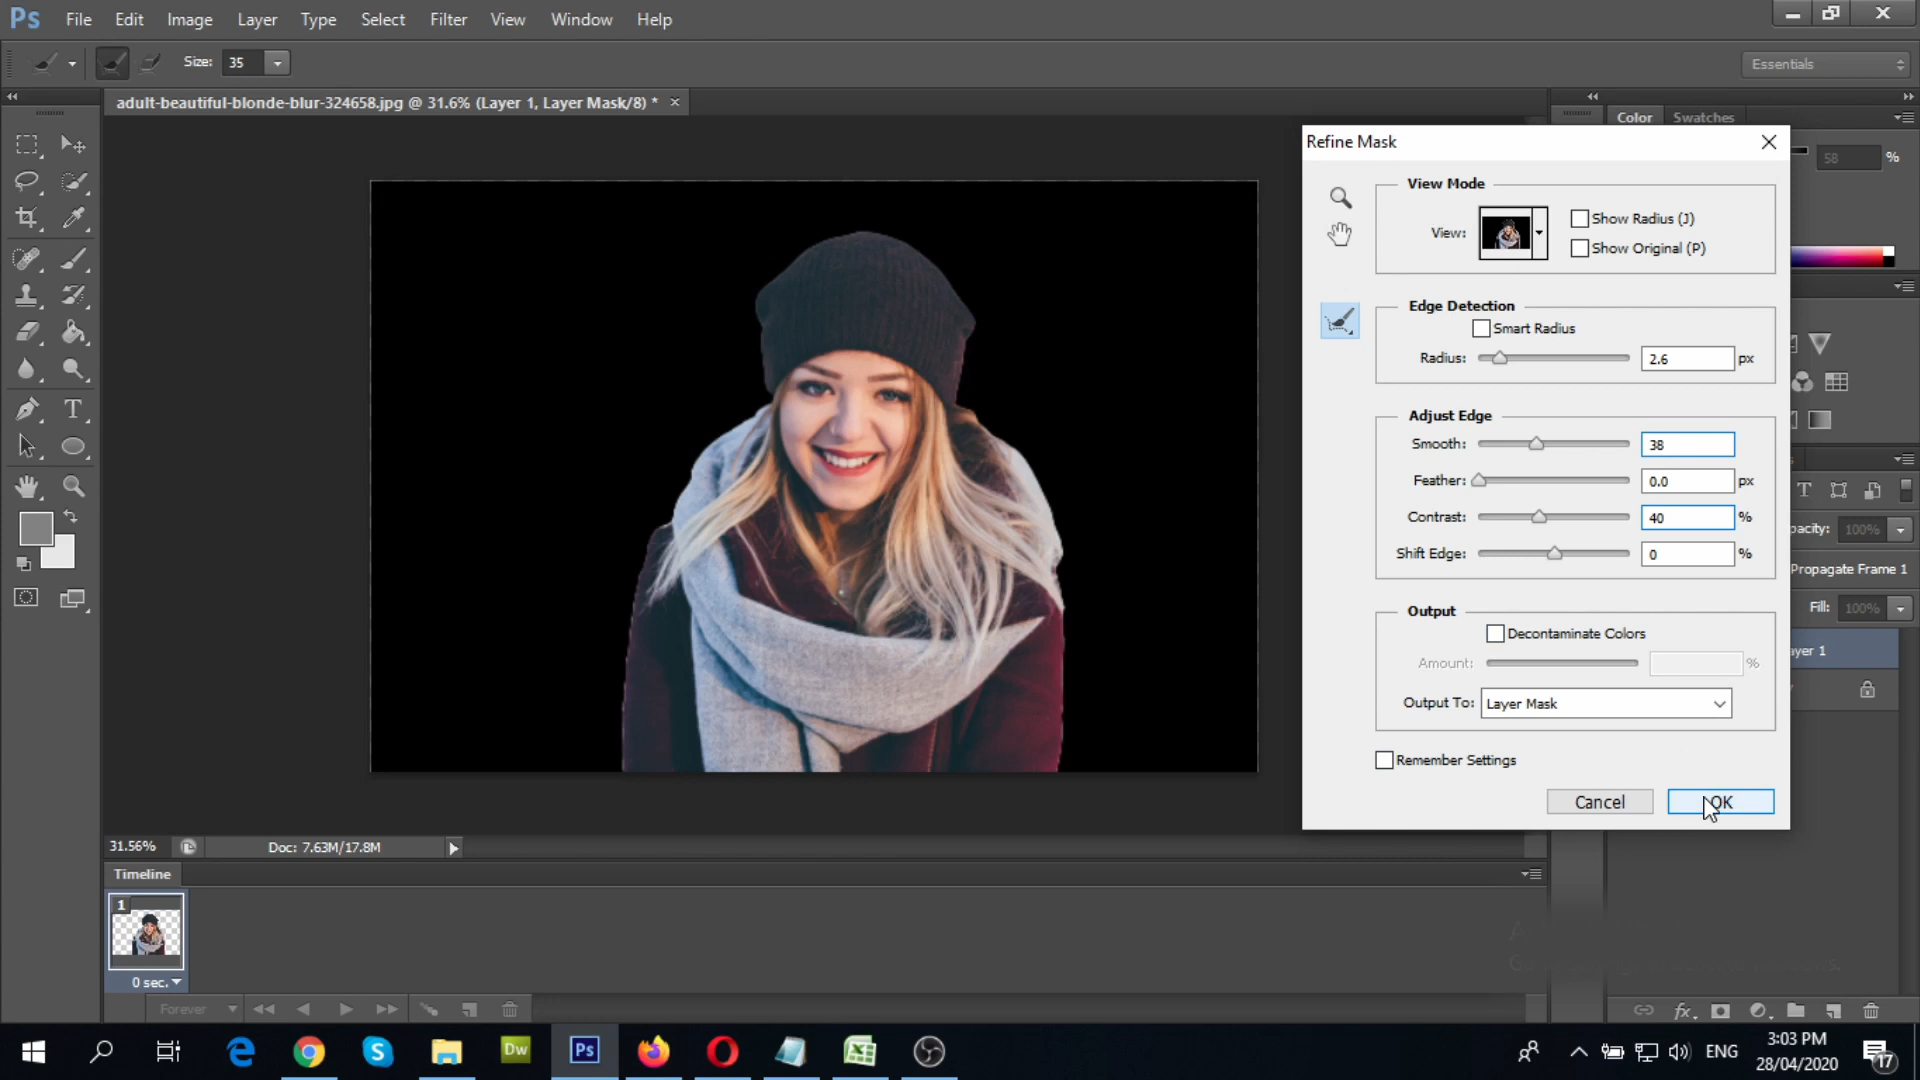 Ps File Edit Image Layer Type Select Filter View Window Help
Size: 35
Essentials
adult-beautiful-blonde-blur-324658.jpg @ 31.6% (Layer 1, Layer Mask/8) *
Color Swatches
58 %
Refine Mask
View Mode
View:
Show Radius (J)
Show Original (P)
Edge Detection
Smart Radius
Radius: 2.6 px
Adjust Edge
Smooth: 38
Feather: 0.0 px
Contrast: 40 %
Shift Edge: 0 %
Output
Decontaminate Colors
Amount: %
Output To: Layer Mask
Remember Settings
Cancel OK
pacity: 100%
Propagate Frame 1
Fill: 100%
ayer 1
31.56% Doc: 7.63M/17.8M
Timeline
1
0 sec.
Forever
fx
Dw Ps
ENG
3:03 PM
28/04/2020
17